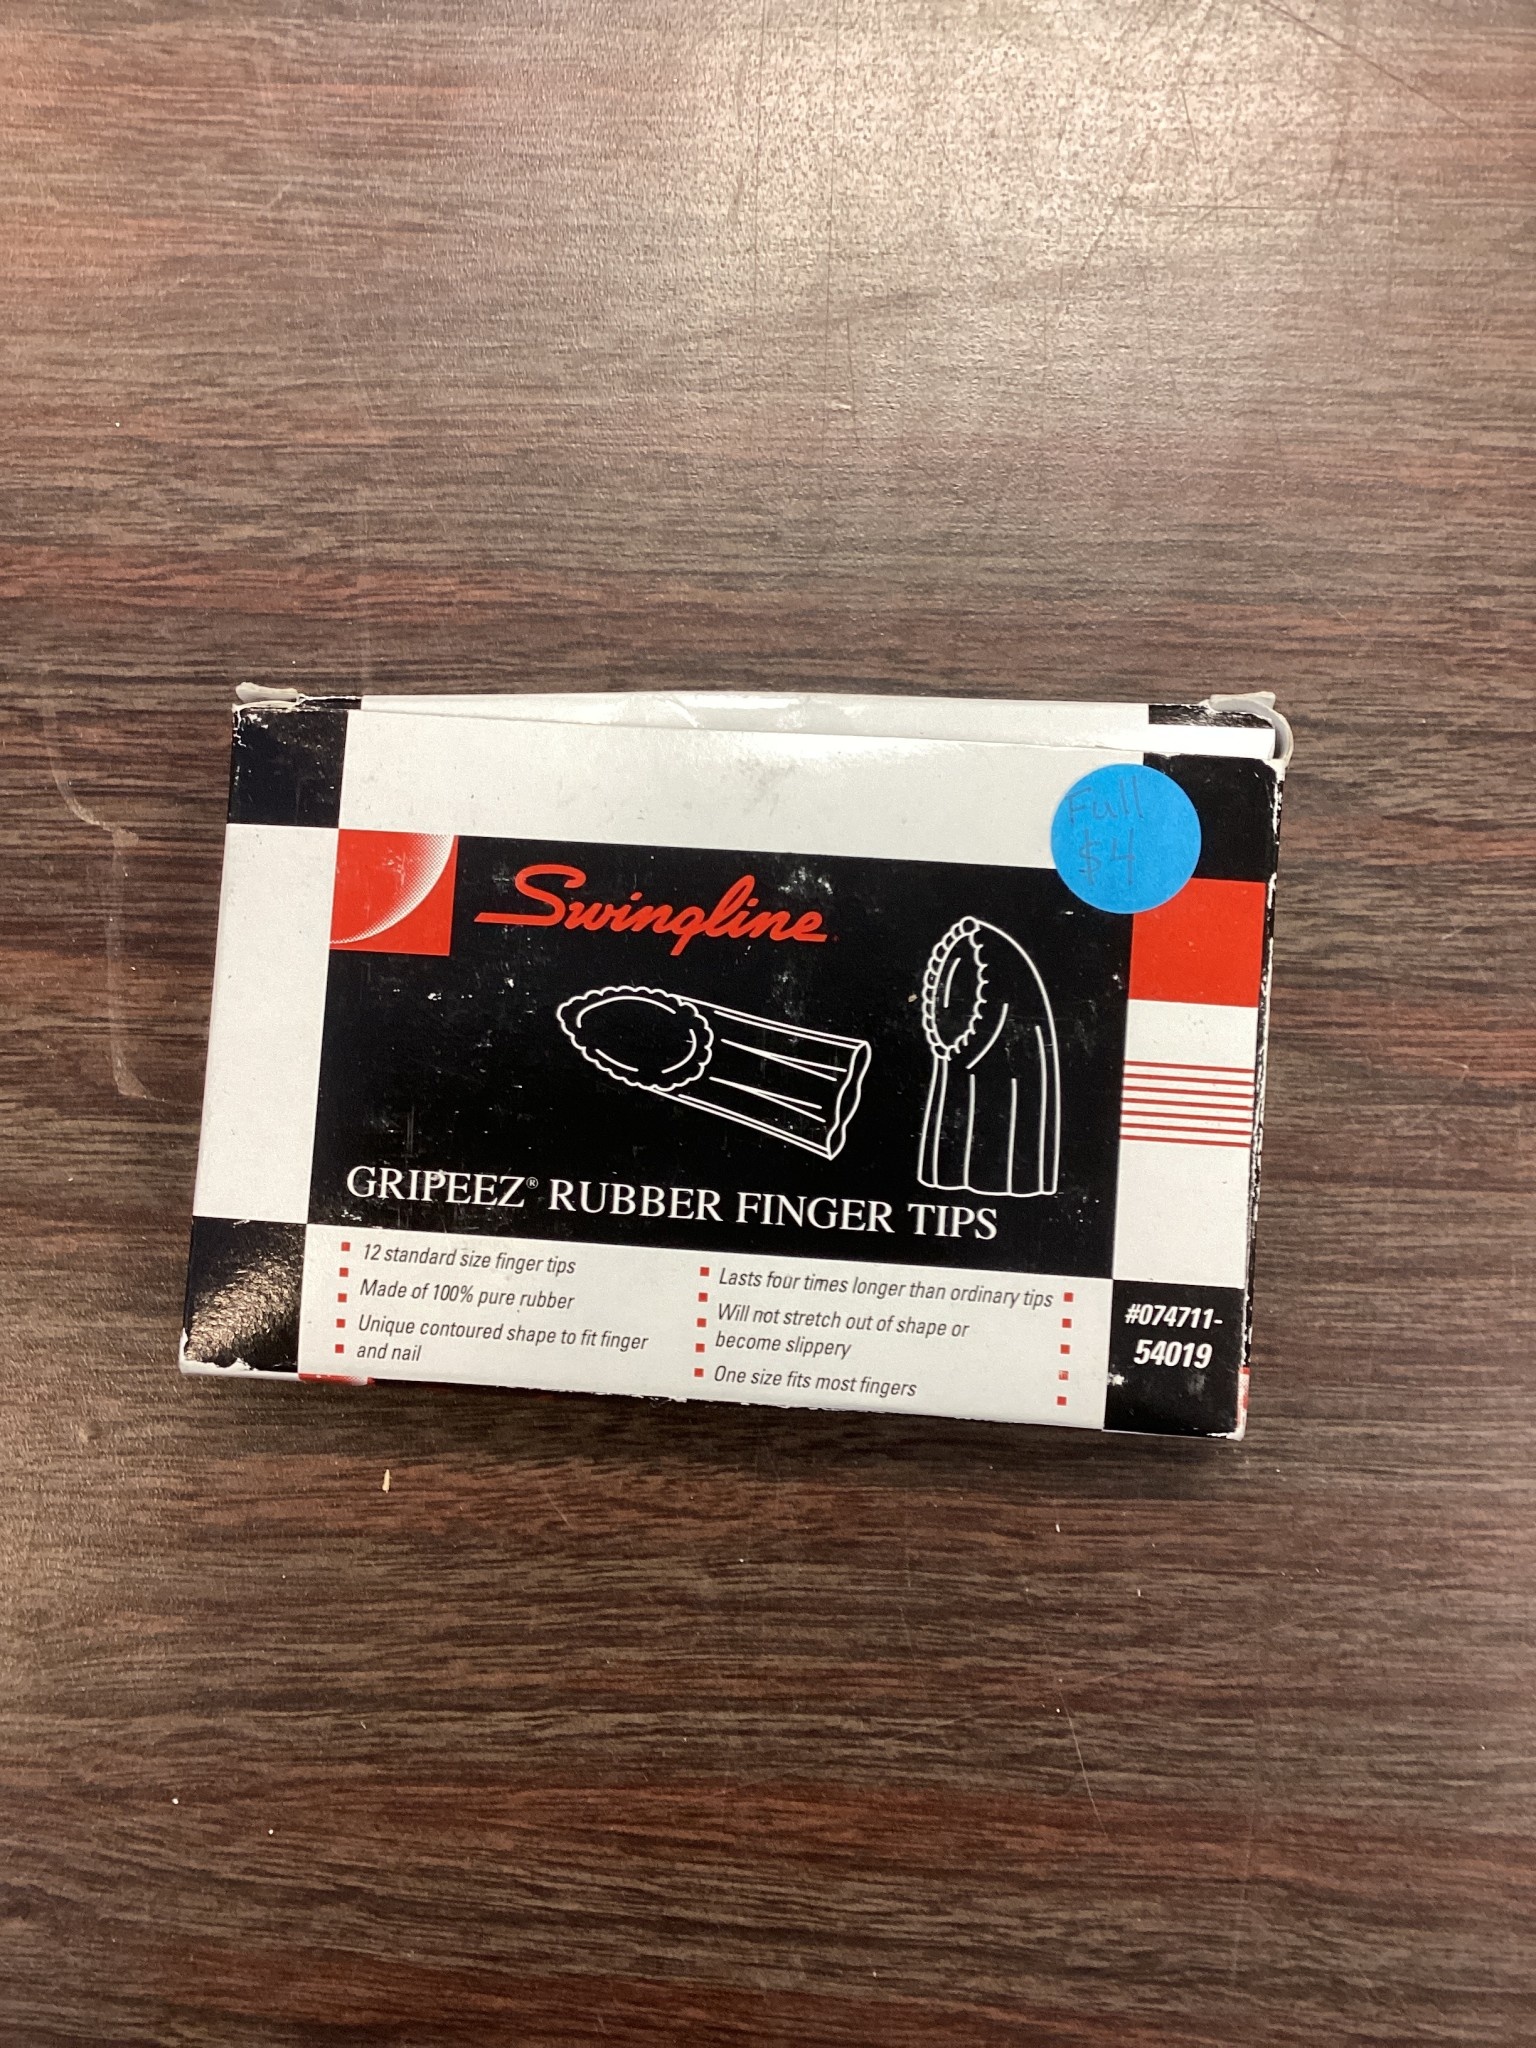 Full
$4
Swingline
GRIPEEZ® RUBBER FINGER TIPS
12 standard size finger tips
Made of 100% pure rubber
Unique contoured shape to fit finger
and nail
Lasts four times longer than ordinary tips
Will not stretch out of shape or
become slippery
One size fits most fingers
#074711-
54019